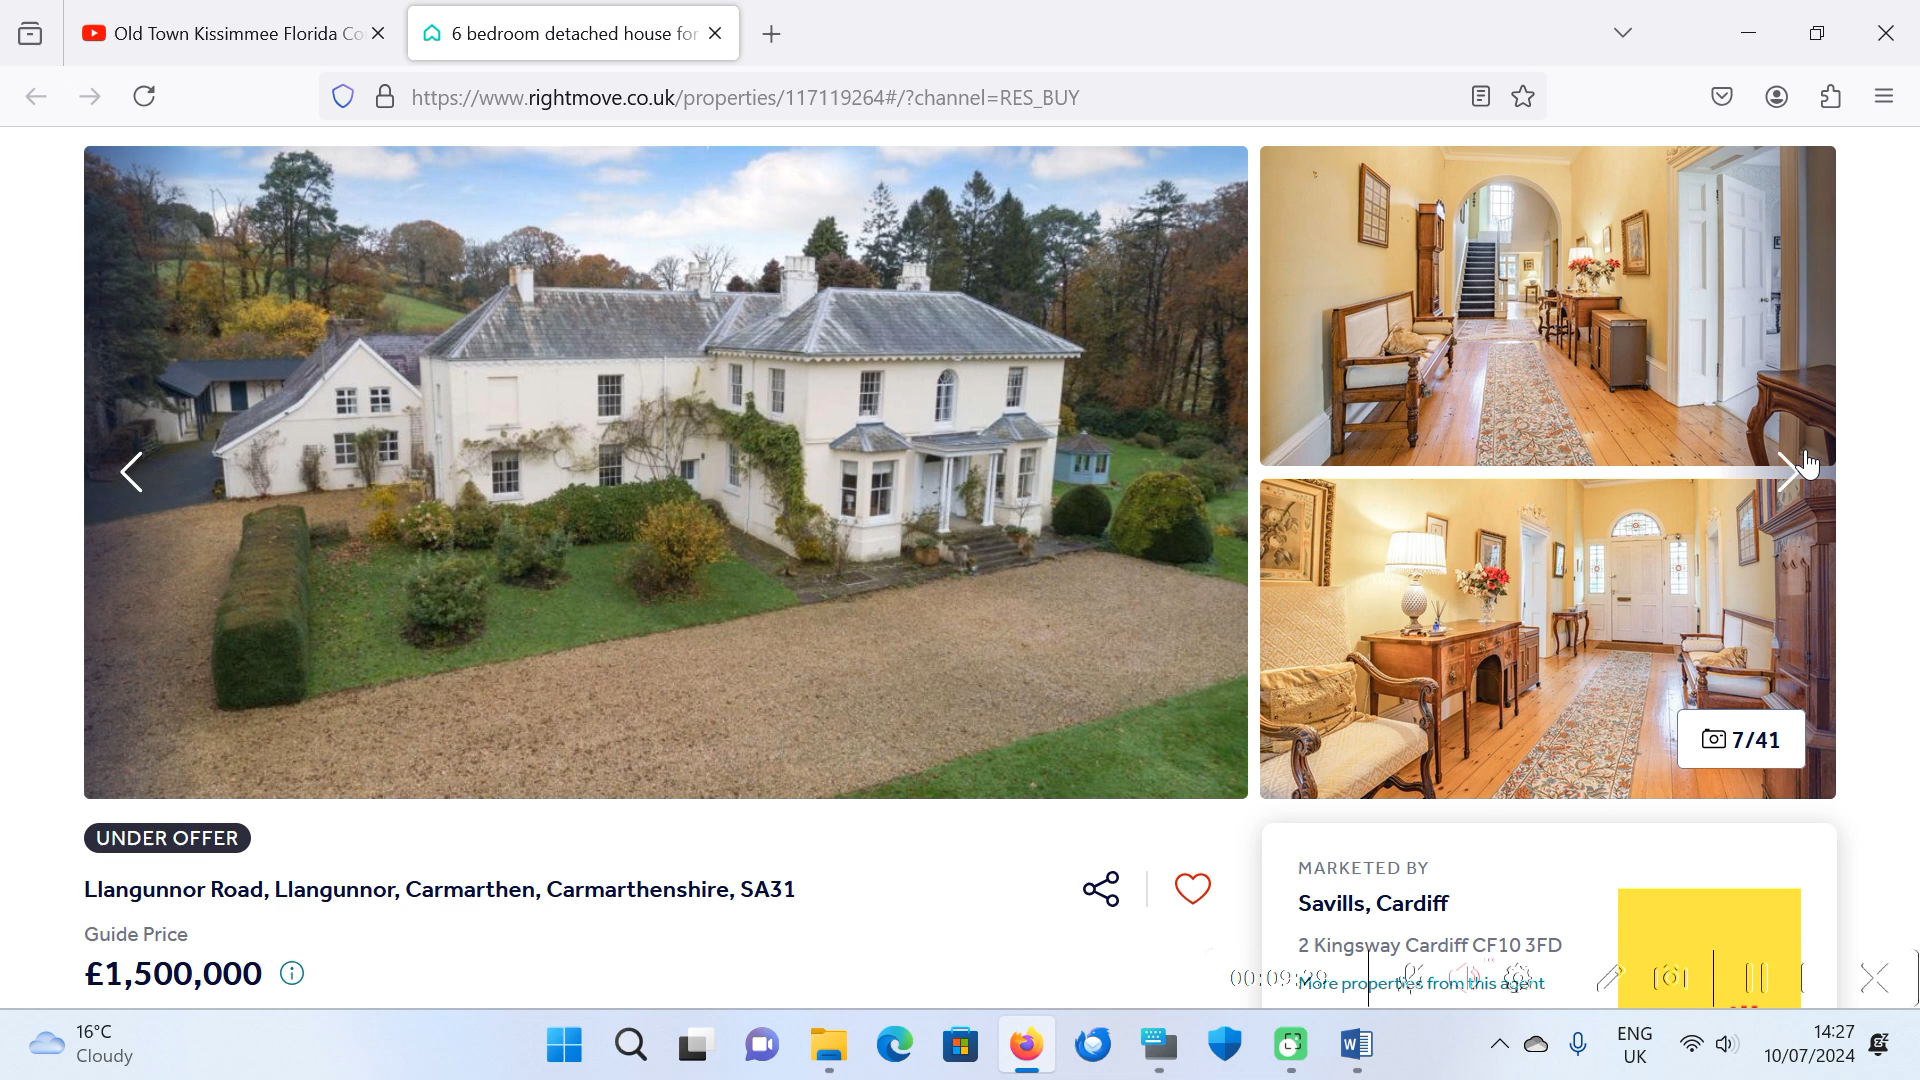 Old Town Kissimmee Florida Co
6 bedroom detached house for
https://www.rightmove.co.uk/properties/117119264#/?channel=RES_BUY
7/41
UNDER OFFER
Llangunnor Road, Llangunnor, Carmarthen, Carmarthenshire, SA31
Guide Price
£1,500,000
MARKETED BY
Savills, Cardiff
2 Kingsway Cardiff CF10 3FD
More properties from this agent
16°C
Cloudy
ENG
UK
14:27
10/07/2024